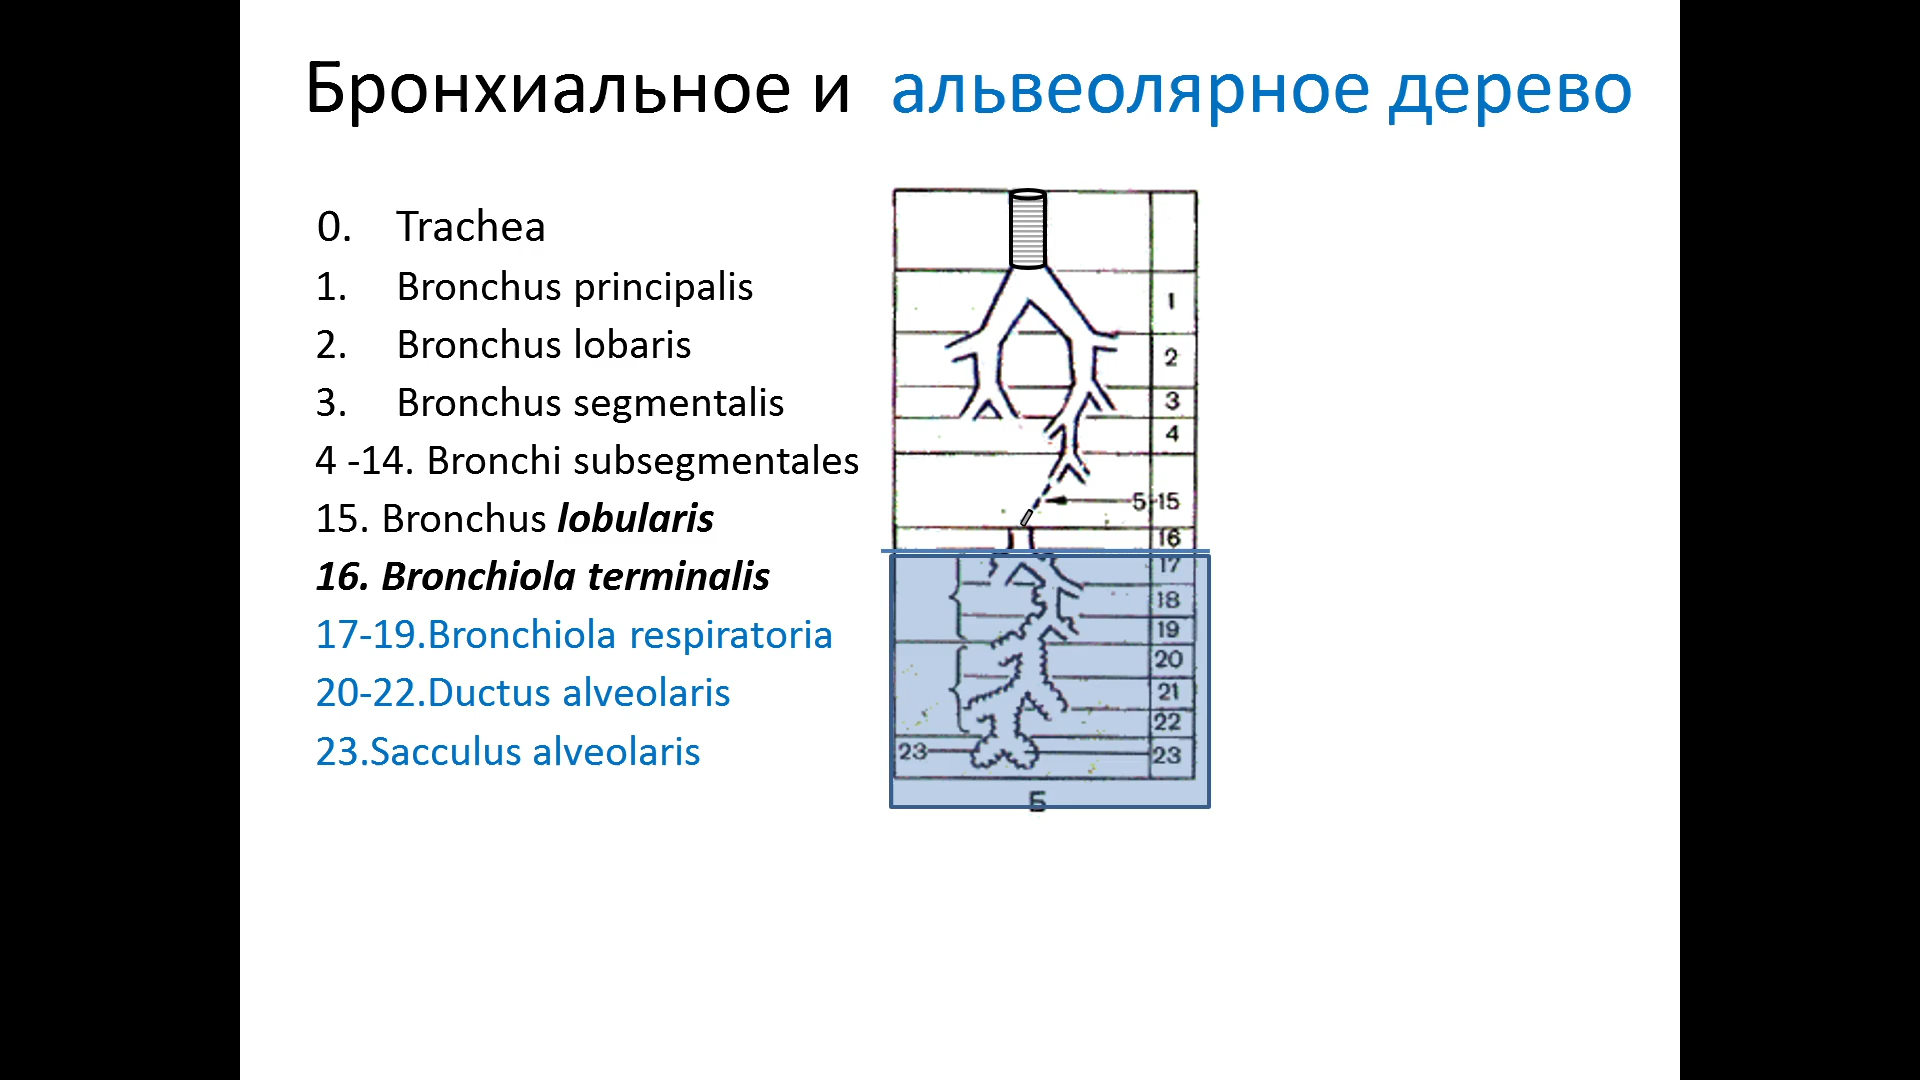 Бронхиальное и альвеолярное дерево
0. Trachea
1. Bronchus principalis
2. Bronchus lobaris
3. Bronchus segmentalis
4 -14. Bronchi subsegmentales
15. Bronchus lobularis
16. Bronchiola terminalis
17-19.Bronchiola respiratoria
20-22.Ductus alveolaris
23.Sacculus alveolaris
1
2
3
4
5-15
16
17
18
19
20
21
22
23 23
Б